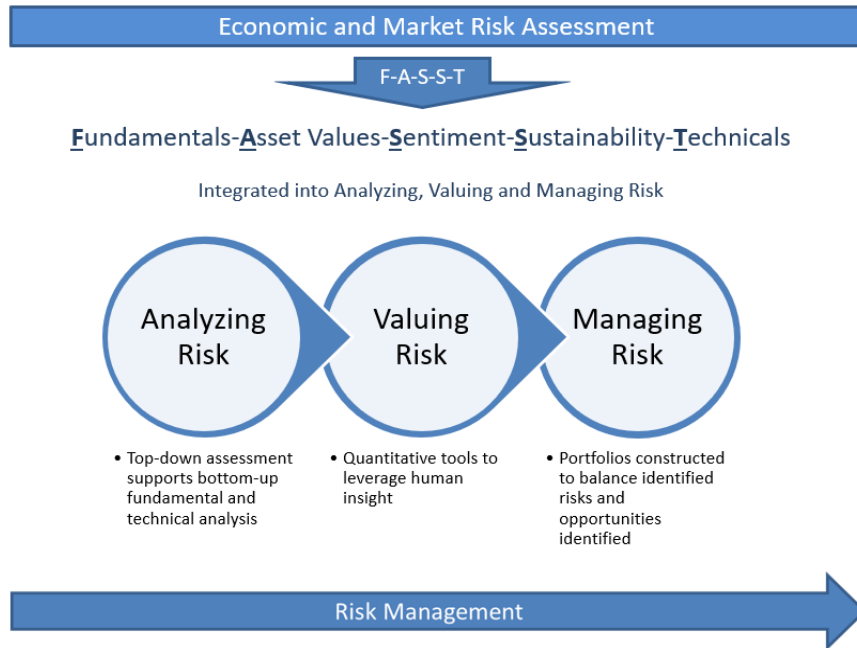 Economic and Market Risk Assessment
F-A-S-S-T
Fundamentals-Asset Values-Sentiment-Sustainability-Technicals
Integrated into Analyzing, Valuing and Managing Risk
Analyzing
Risk
Valuing
Risk
Managing
Risk
• Top-down assessment
supports bottom-up
fundamental and
technical analysis
• Quantitative tools to
leverage human
insight
• Portfolios constructed
to balance identified
risks and
opportunities
identified
Risk Management